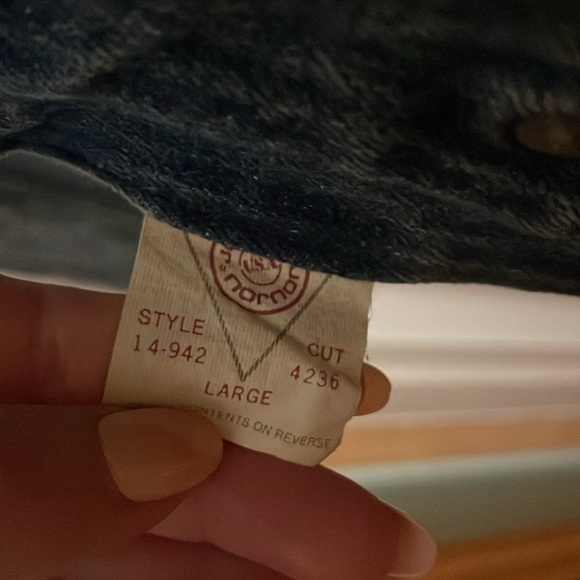 U.S.A
STYLE
14-942
CUT
4236
LARGE
CONTENTS ON REVERSE